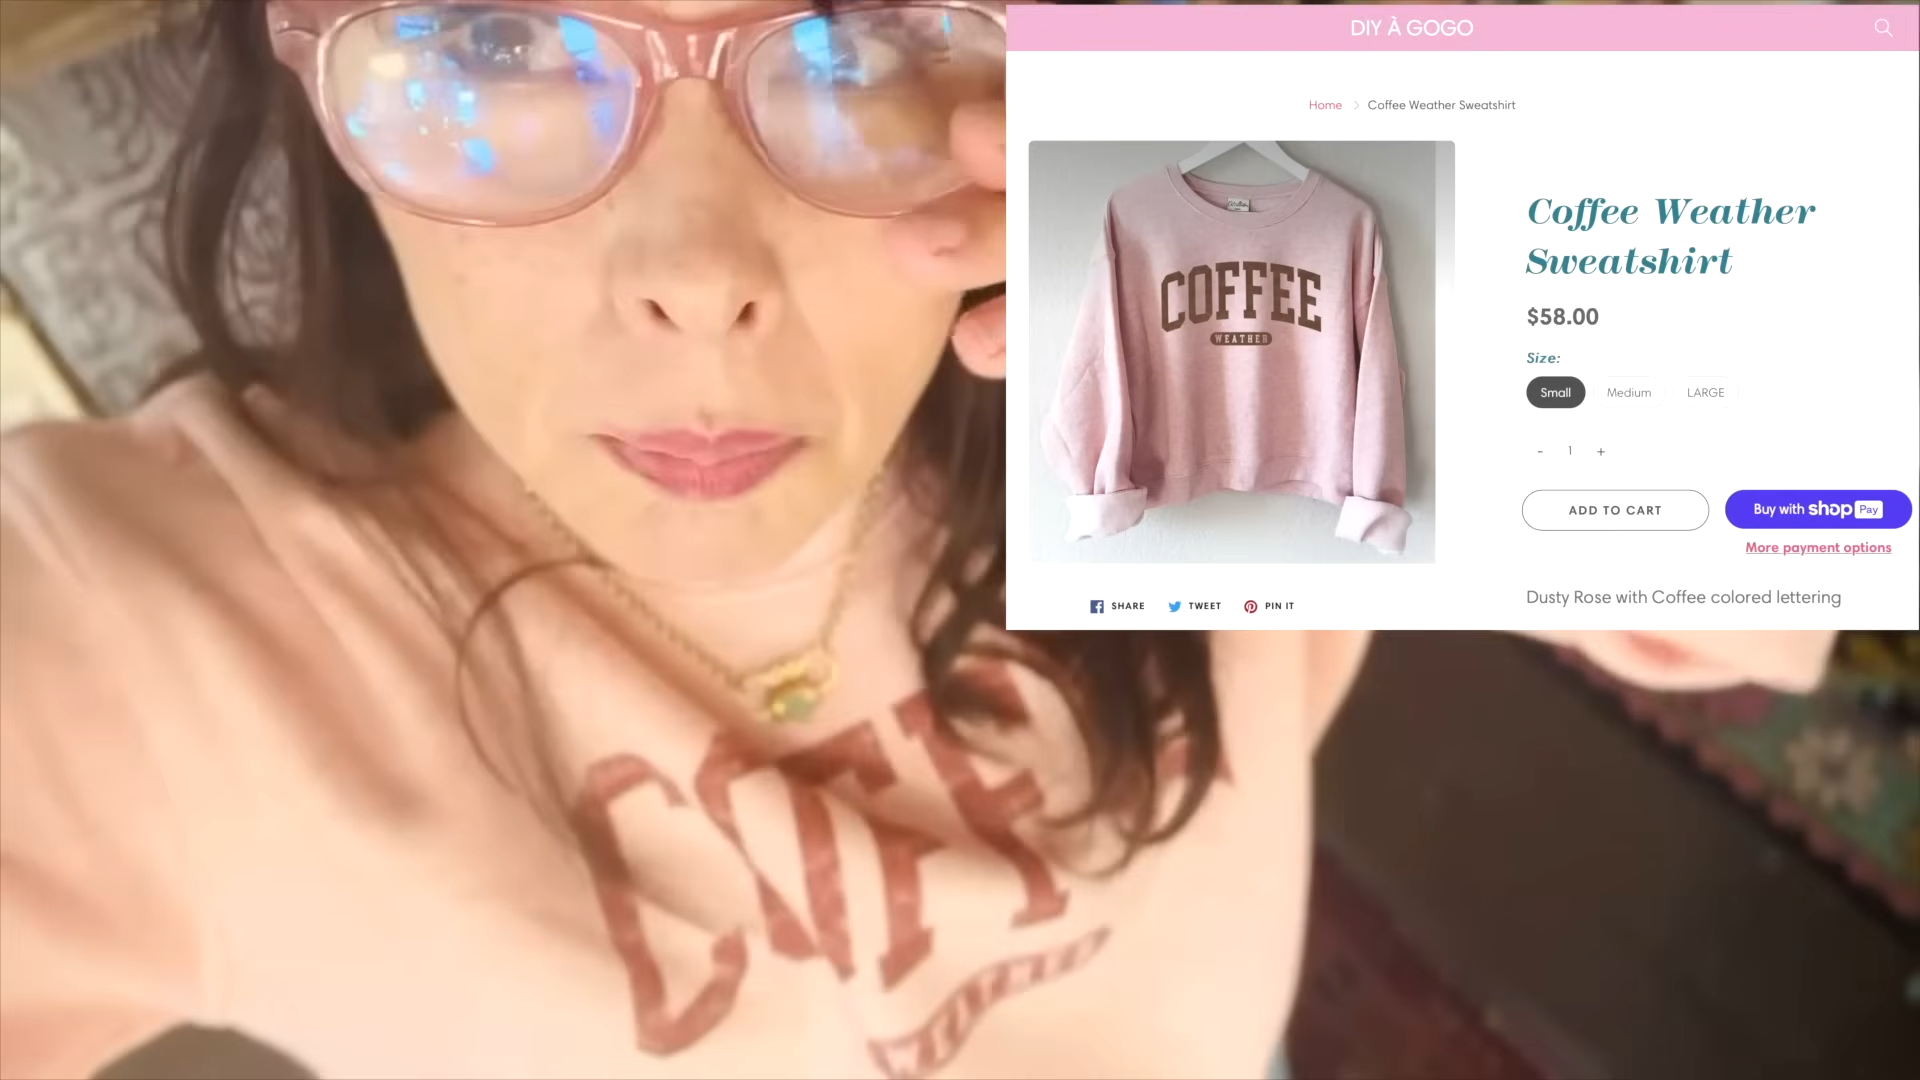 DIY À GOGO
Home > Coffee Weather Sweatshirt
COFFEE
WEATHER
Coffee Weather
Sweatshirt
$58.00
Size:
Small Medium LARGE
- 1 +
ADD TO CART
Buy with shop Pay
More payment options
Dusty Rose with Coffee colored lettering
SHARE TWEET PIN IT